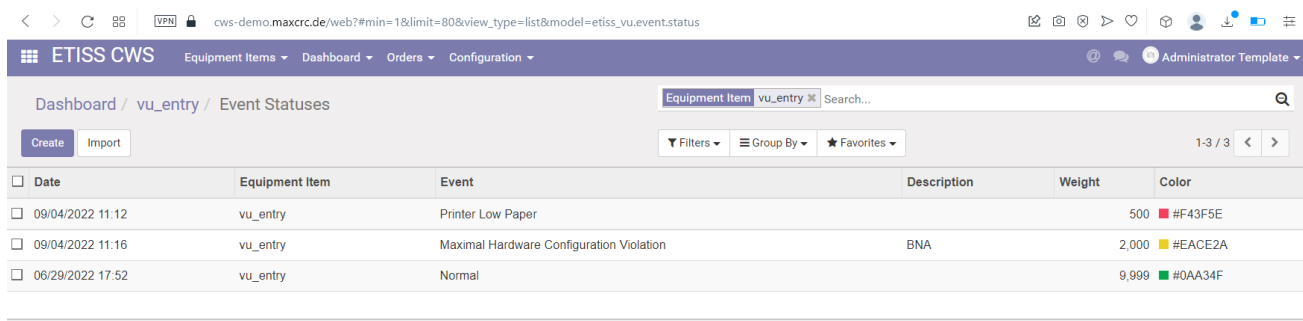 VPN cws-demo.maxcrc.de/web?#min=1&limit=80&view_type=list&model=etiss_vu.event.status
ETISS CWS Equipment Items Dashboard Orders Configuration @ Administrator Template
Dashboard / vu_entry / Event Statuses Equipment Item vu_entry Search...
Create Import Filters Group By Favorites 1-3 / 3
Date Equipment Item Event Description Weight Color
09/04/2022 11:12 vu_entry Printer Low Paper 500 #F43F5E
09/04/2022 11:16 vu_entry Maximal Hardware Configuration Violation BNA 2,000 #EACE2A
06/29/2022 17:52 vu_entry Normal 9,999 #0AA34F